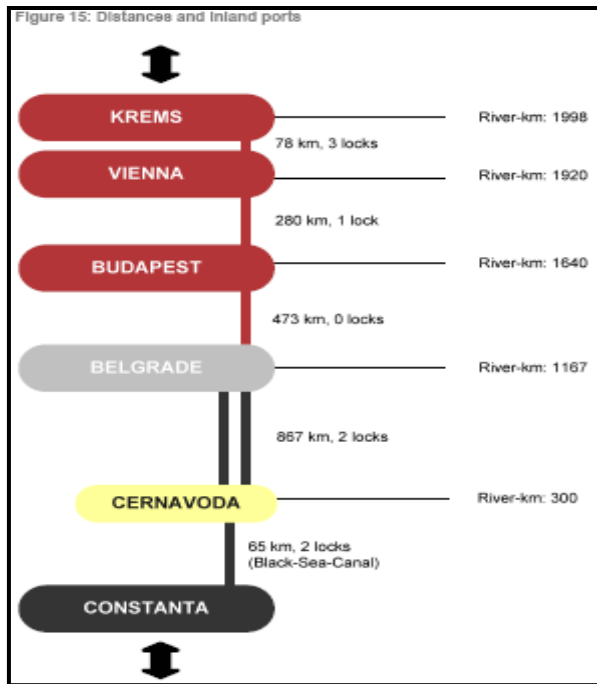 Figure 15: Distances and inland ports
KREMS
River-km: 1998
78 km, 3 locks
VIENNA
River-km: 1920
280 km, 1 lock
BUDAPEST
River-km: 1640
473 km, 0 locks
BELGRADE
River-km: 1167
867 km, 2 locks
CERNAVODA
River-km: 300
65 km, 2 locks
(Black-Sea-Canal)
CONSTANTA